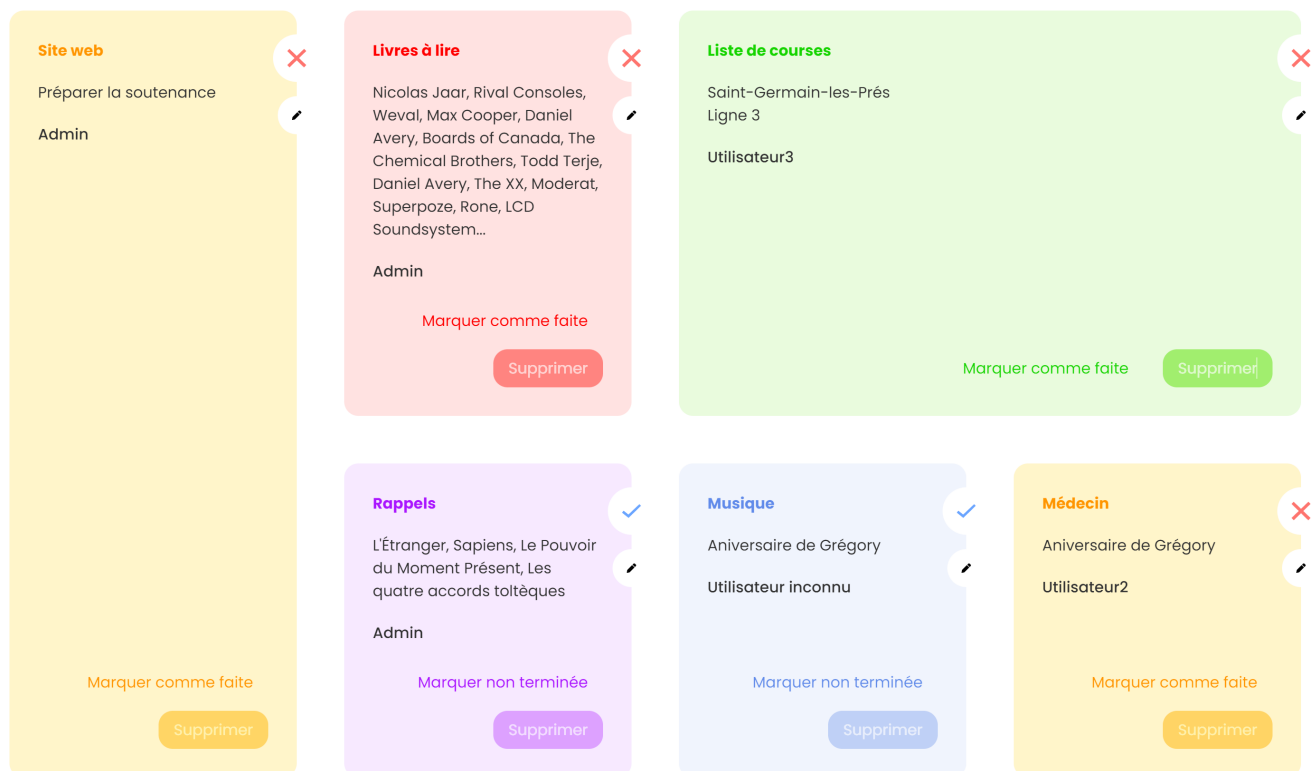 Site web
Préparer la soutenance
Admin
Marquer comme faite
Supprimer
Livres à lire
Nicolas Jaar, Rival Consoles,
Weval, Max Cooper, Daniel
Avery, Boards of Canada, The
Chemical Brothers, Todd Terje,
Daniel Avery, The XX, Moderat,
Superpoze, Rone, LCD
Soundsystem...
Admin
Marquer comme faite
Supprimer
Liste de courses
Saint-Germain-les-Prés
Ligne 3
Utilisateur3
Marquer comme faite
Supprimer
Rappels
L'Étranger, Sapiens, Le Pouvoir
du Moment Présent, Les
quatre accords toltèques
Admin
Marquer non terminée
Supprimer
Musique
Aniversaire de Grégory
Utilisateur inconnu
Marquer non terminée
Supprimer
Médecin
Aniversaire de Grégory
Utilisateur2
Marquer comme faite
Supprimer